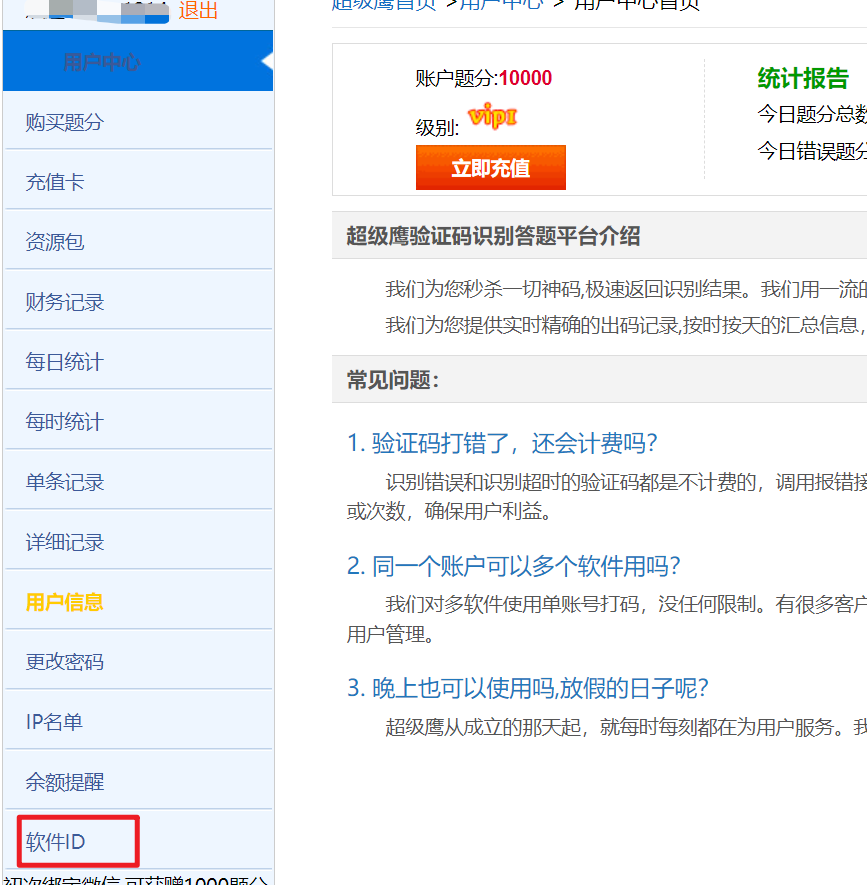 退出
用户中心
购买题分
充值卡
资源包
财务记录
每日统计
每时统计
单条记录
详细记录
用户信息
更改密码
IP名单
余额提醒
软件ID
初次绑定微信,可获赠1000题分
超级鹰首页 >用户中心 > 用户中心首页
账户题分:10000
级别: vip1
立即充值
统计报告
今日题分总数
今日错误题分
超级鹰验证码识别答题平台介绍
我们为您秒杀一切神码,极速返回识别结果。我们用一流的
我们为您提供实时精确的出码记录,按时按天的汇总信息,
常见问题：
1. 验证码打错了，还会计费吗？
识别错误和识别超时的验证码都是不计费的，调用报错接
或次数，确保用户利益。
2. 同一个账户可以多个软件用吗？
我们对多软件使用单账号打码，没任何限制。有很多客户
用户管理。
3. 晚上也可以使用吗,放假的日子呢？
超级鹰从成立的那天起，就每时每刻都在为用户服务。我